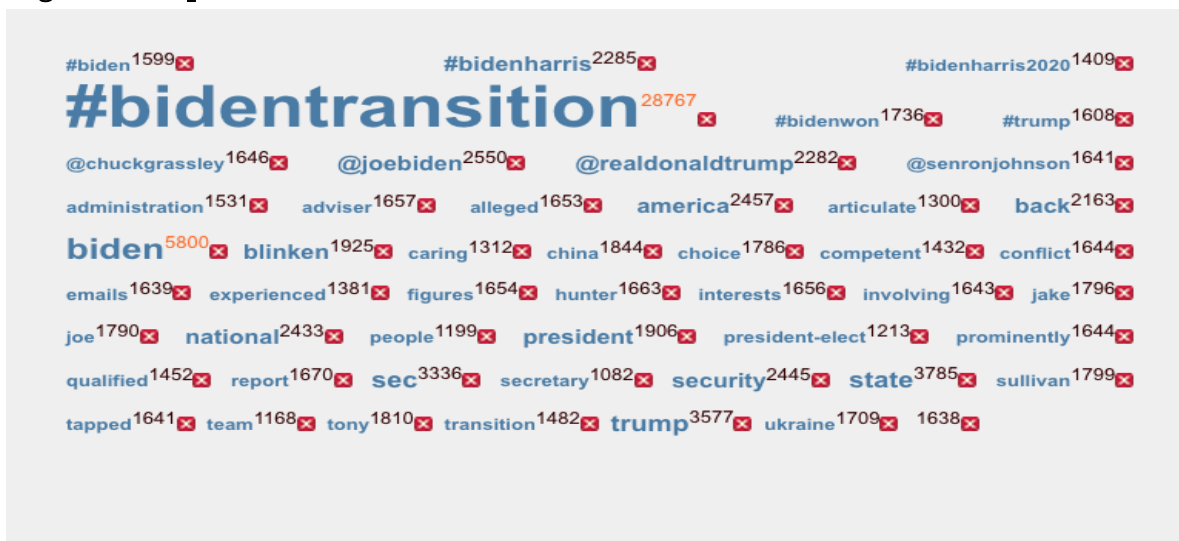 #biden1599 #bidenharris2285 #bidenharris20201409
#bidentransition28767 #bidenwon1736 #trump1608
@chuckgrassley1646 @joebiden2550 @realdonaldtrump2282 @senronjohnson1641
administration1531 adviser1657 alleged1653 america2457 articulate1300 back2163
biden5800 blinken1925 caring1312 china1844 choice1786 competent1432 conflict1644
emails1639 experienced1381 figures1654 hunter1663 interests1656 involving1643 jake1796
joe1790 national2433 people1199 president1906 president-elect1213 prominently1644
qualified1452 report1670 sec3336 secretary1082 security2445 state3785 sullivan1799
tapped1641 team1168 tony1810 transition1482 trump3577 ukraine1709 1638